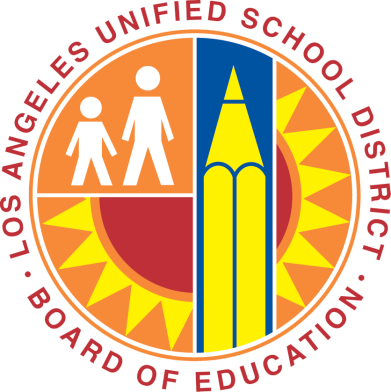 LOS ANGELES UNIFIED SCHOOL DISTRICT
· BOARD OF EDUCATION ·